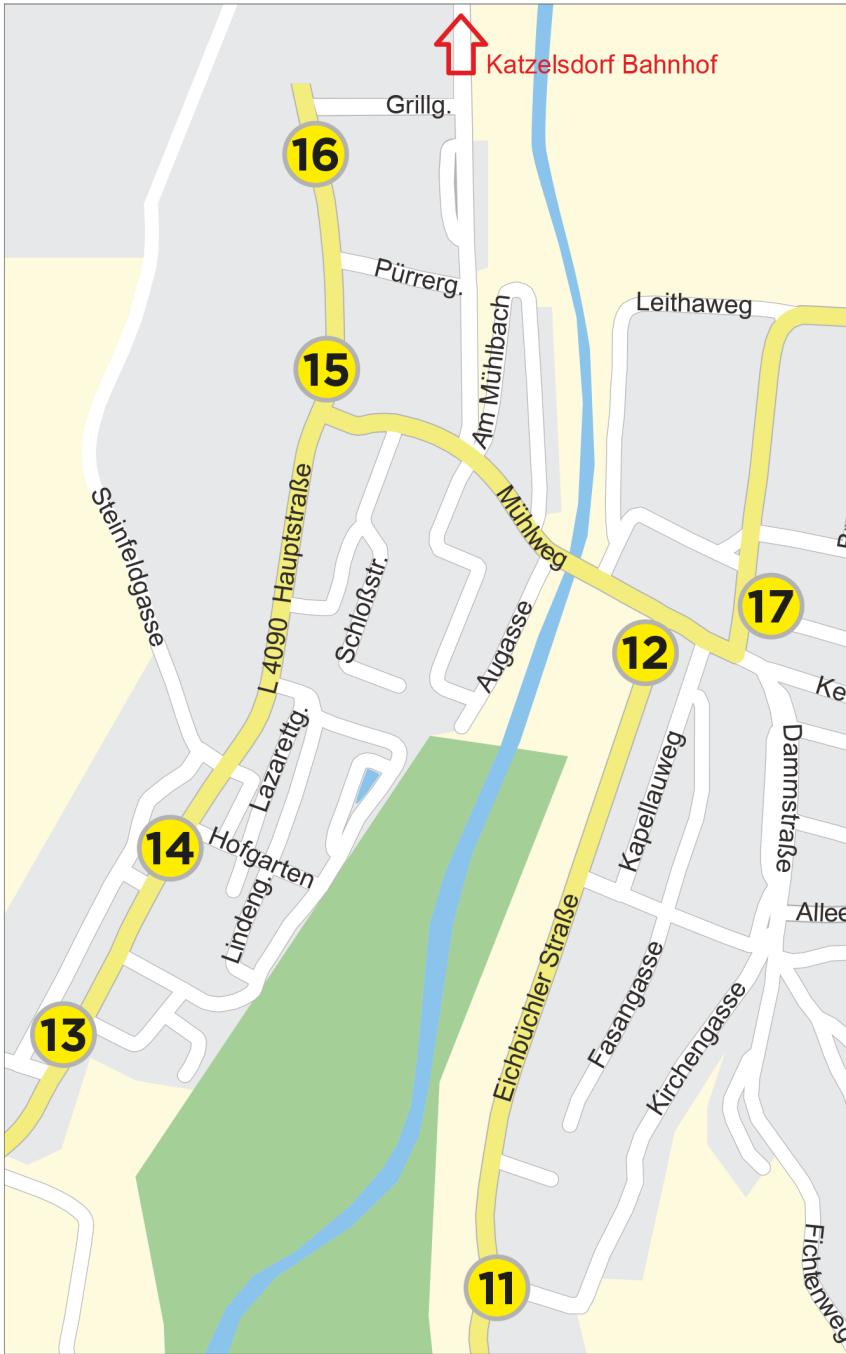 Katzelsdorf Bahnhof
Grillg.
16
Pürrerg.
Leithaweg
15
Am Mühlbach
Steinfeldgasse
L 4090 Hauptstraße
Mühlweg
Schloßstr.
Augasse
17
12
Lazarettg.
Dammstraße
Kapellauweg
14
Hofgarten
Lindeng.
Allee
Eichbüchler Straße
Fasangasse
Kirchengasse
13
Fichtenweg
11